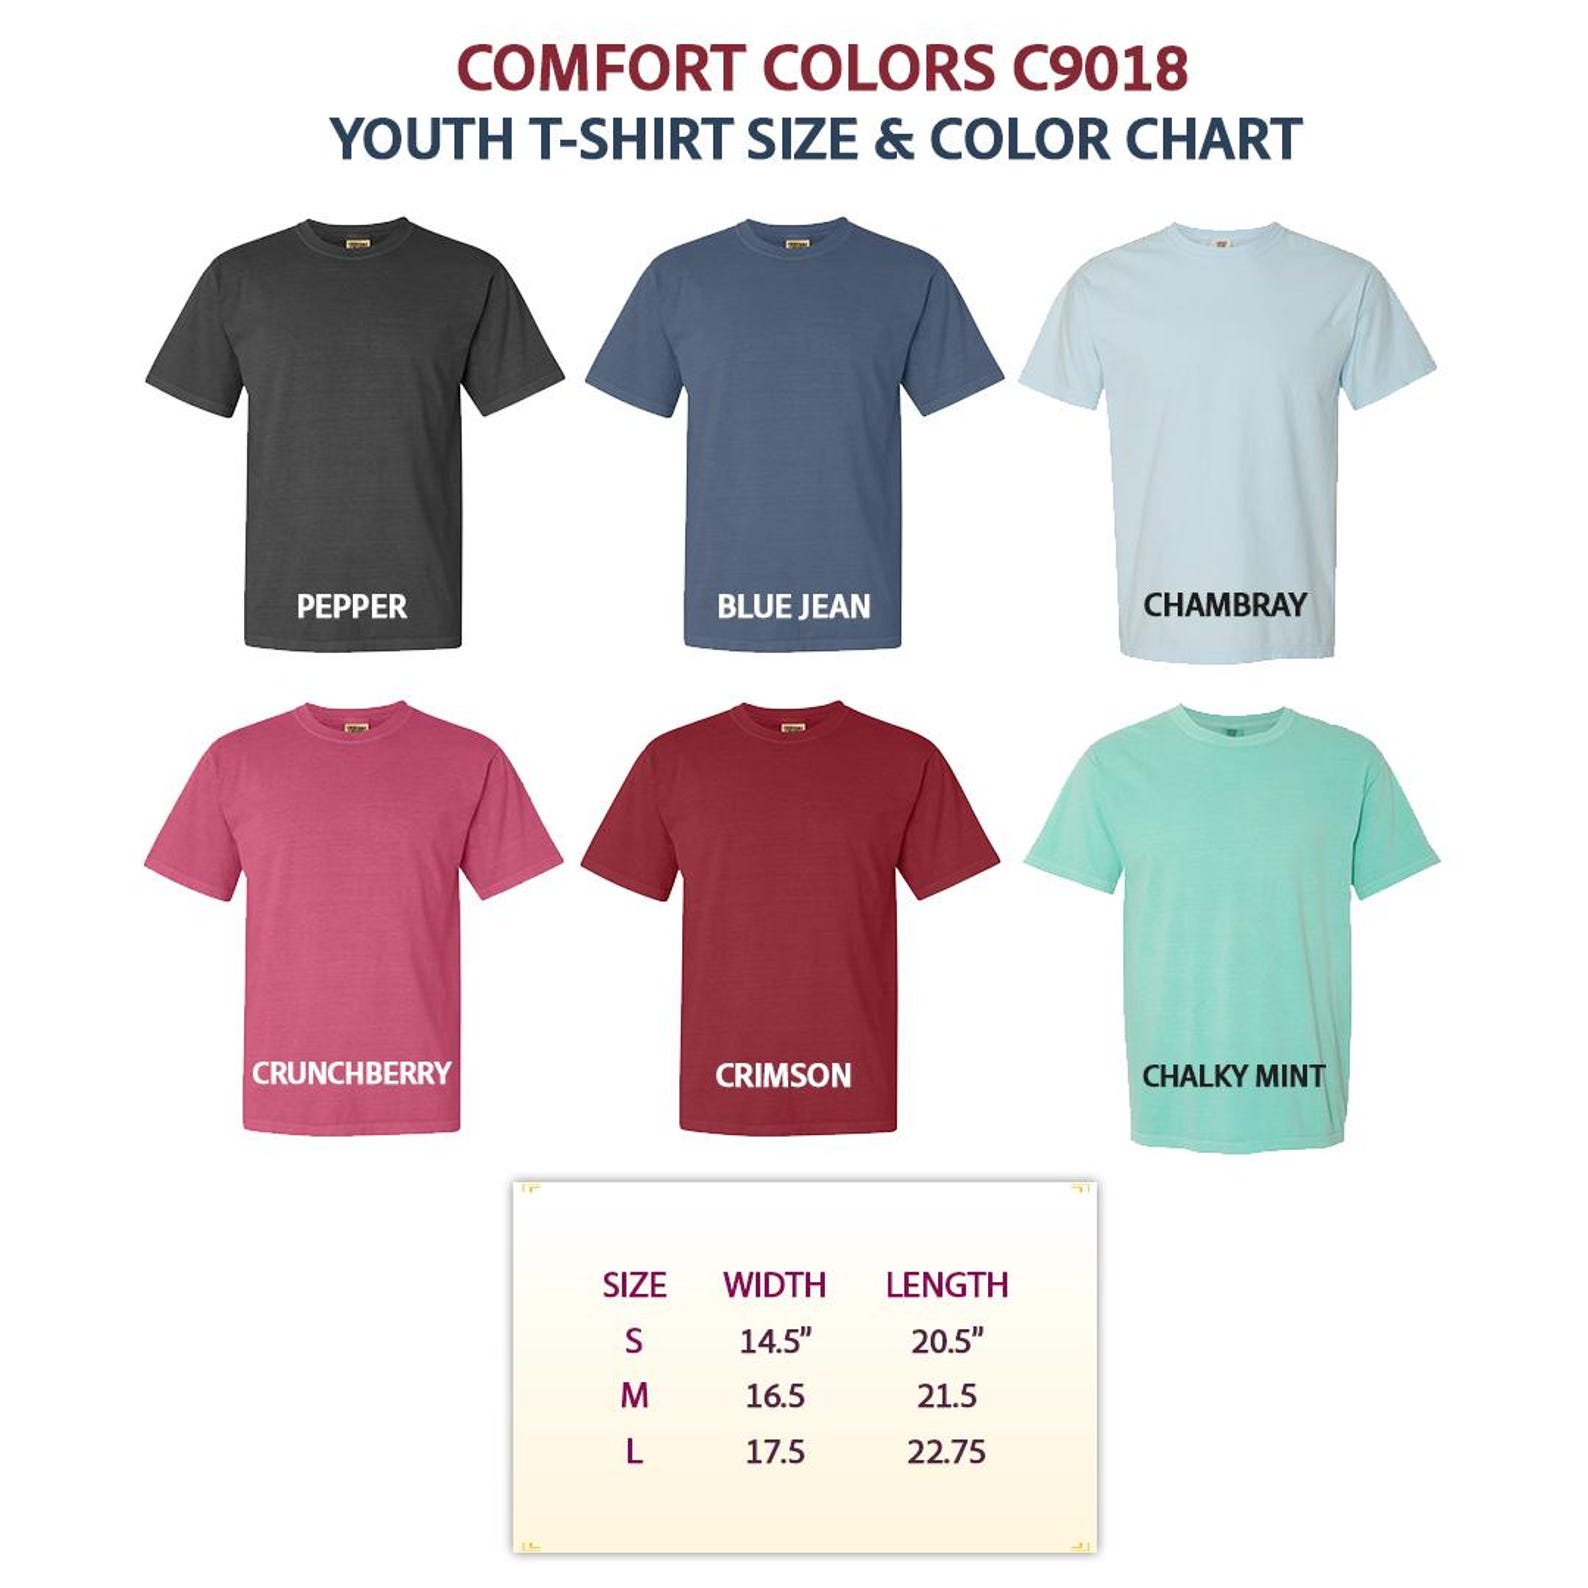 COMFORT COLORS C9018
YOUTH T-SHIRT SIZE & COLOR CHART
PEPPER
BLUE JEAN
CHAMBRAY
CRUNCHBERRY
CRIMSON
CHALKY MINT
SIZE WIDTH LENGTH
S 14.5” 20.5”
M 16.5 21.5
L 17.5 22.75